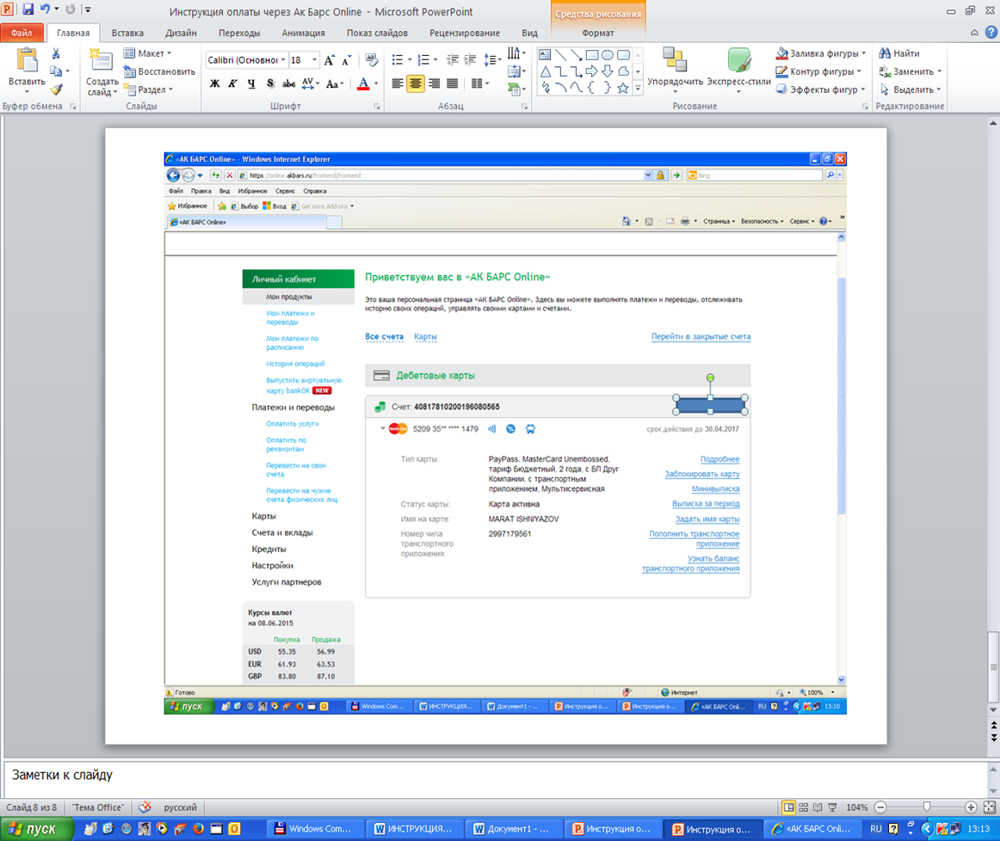 Инструкция оплаты через Ак Барс Online - Microsoft PowerPoint
Средства рисования
Файл Главная Вставка Дизайн Переходы Анимация Показ слайдов Рецензирование Вид Формат
Вставить
Буфер обмена
Создать слайд
Макет
Восстановить
Раздел
Слайды
Calibri (Основно 18
Ж К Ч S abc AV Aa А
Шрифт
Абзац
Упорядочить
Экспресс-стили
Заливка фигуры
Контур фигуры
Эффекты фигур
Рисование
Найти
Заменить
Выделить
Редактирование
«АК БАРС Online» - Windows Internet Explorer
https://online.akbars.ru/frontend/frontend
Bing
Файл Правка Вид Избранное Сервис Справка
Избранное Выбор Вход Get more Add-ons
«АК БАРС Online»
Страница Безопасность Сервис
Личный кабинет
Мои продукты
Мои платежи и
переводы
Мои платежи по
расписанию
История операций
Выпустить виртуальную
карту bankOK NEW
Платежи и переводы
Оплатить услуги
Оплатить по
реквизитам
Перевести на свои
счета
Перевести на чужие
счета физических лиц
Карты
Счета и вклады
Кредиты
Настройки
Услуги партнеров
Курсы валют
на 08.06.2015
Покупка Продажа
USD 55.35 56.99
EUR 61.93 63.53
GBP 83.80 87.10
Приветствуем вас в «АК БАРС Online»
Это ваша персональная страница «АК БАРС Online». Здесь вы можете выполнять платежи и переводы, отслеживать
историю своих операций, управлять своими картами и счетами.
Все счета Карты Перейти в закрытые счета
Дебетовые карты
Счет: 40817810200196080565
MasterCard 5209 35** **** 1479 срок действия до 30.04.2017
Тип карты: PayPass, MasterCard Unembossed,
тариф Бюджетный, 2 года, с БП Друг
Компании, с транспортным
приложением, Мультисервисная
Статус карты: Карта активна
Имя на карте: MARAT ISHNIYAZOV
Номер чипа 2997179561
транспортного
приложения:
Подробнее
Заблокировать карту
Минивыписка
Выписка за период
Задать имя карты
Пополнить транспортное
приложение
Узнать баланс
транспортного приложения
Готово Интернет 100%
пуск Windows Com... ИНСТРУКЦИЯ... Документ1 - ... Инструкция о... Инструкция о... «АК БАРС Onl... RU 13:10
Заметки к слайду
Слайд 8 из 8 "Тема Office" русский 104%
пуск Windows Com... ИНСТРУКЦИЯ... Документ1 - ... Инструкция о... Инструкция о... «АК БАРС Onl... RU 13:13